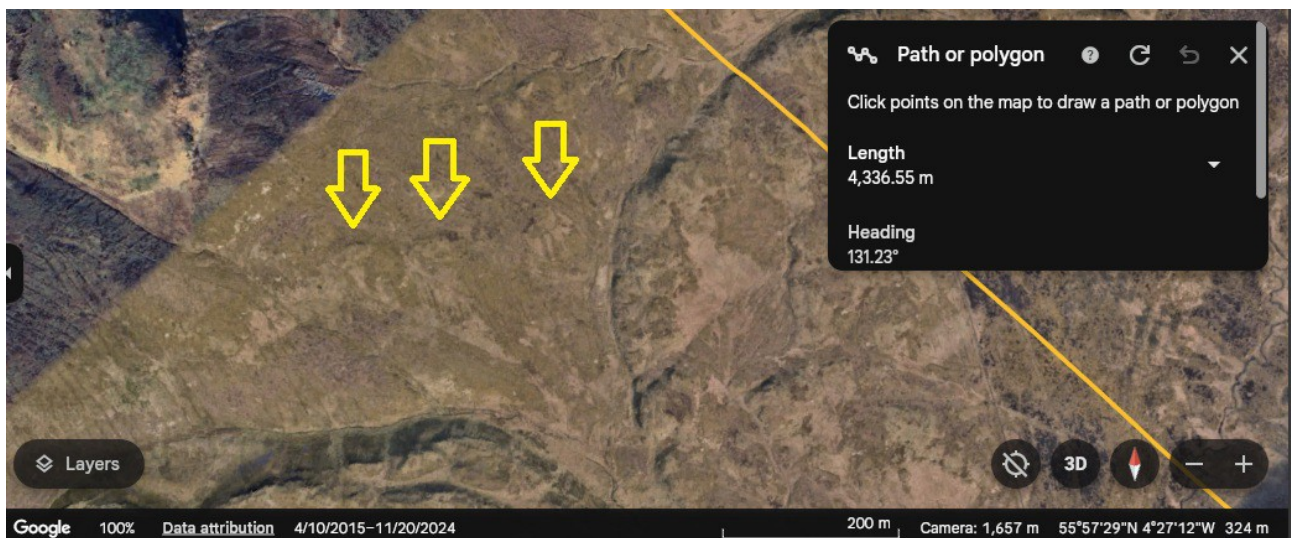 Path or polygon
Click points on the map to draw a path or polygon
Length
4,336.55 m
Heading
131.23°
Layers
3D
Google 100% Data attribution 4/10/2015–11/20/2024 200 m Camera: 1,657 m 55°57'29"N 4°27'12"W 324 m